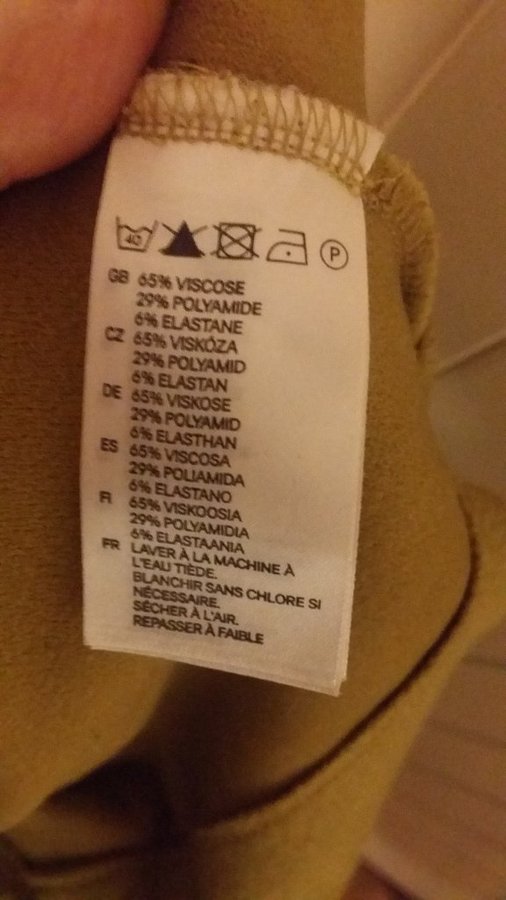 40 P
GB 65% VISCOSE
29% POLYAMIDE
6% ELASTANE
CZ 65% VISKÓZA
29% POLYAMID
6% ELASTAN
DE 65% VISKOSE
29% POLYAMID
6% ELASTHAN
ES 65% VISCOSA
29% POLIAMIDA
6% ELASTANO
FI 65% VISKOOSIA
29% POLYAMIDIA
6% ELASTAANIA
FR LAVER À LA MACHINE À
L'EAU TIÈDE.
BLANCHIR SANS CHLORE SI
NÉCESSAIRE.
SÉCHER À L'AIR.
REPASSER À FAIBLE